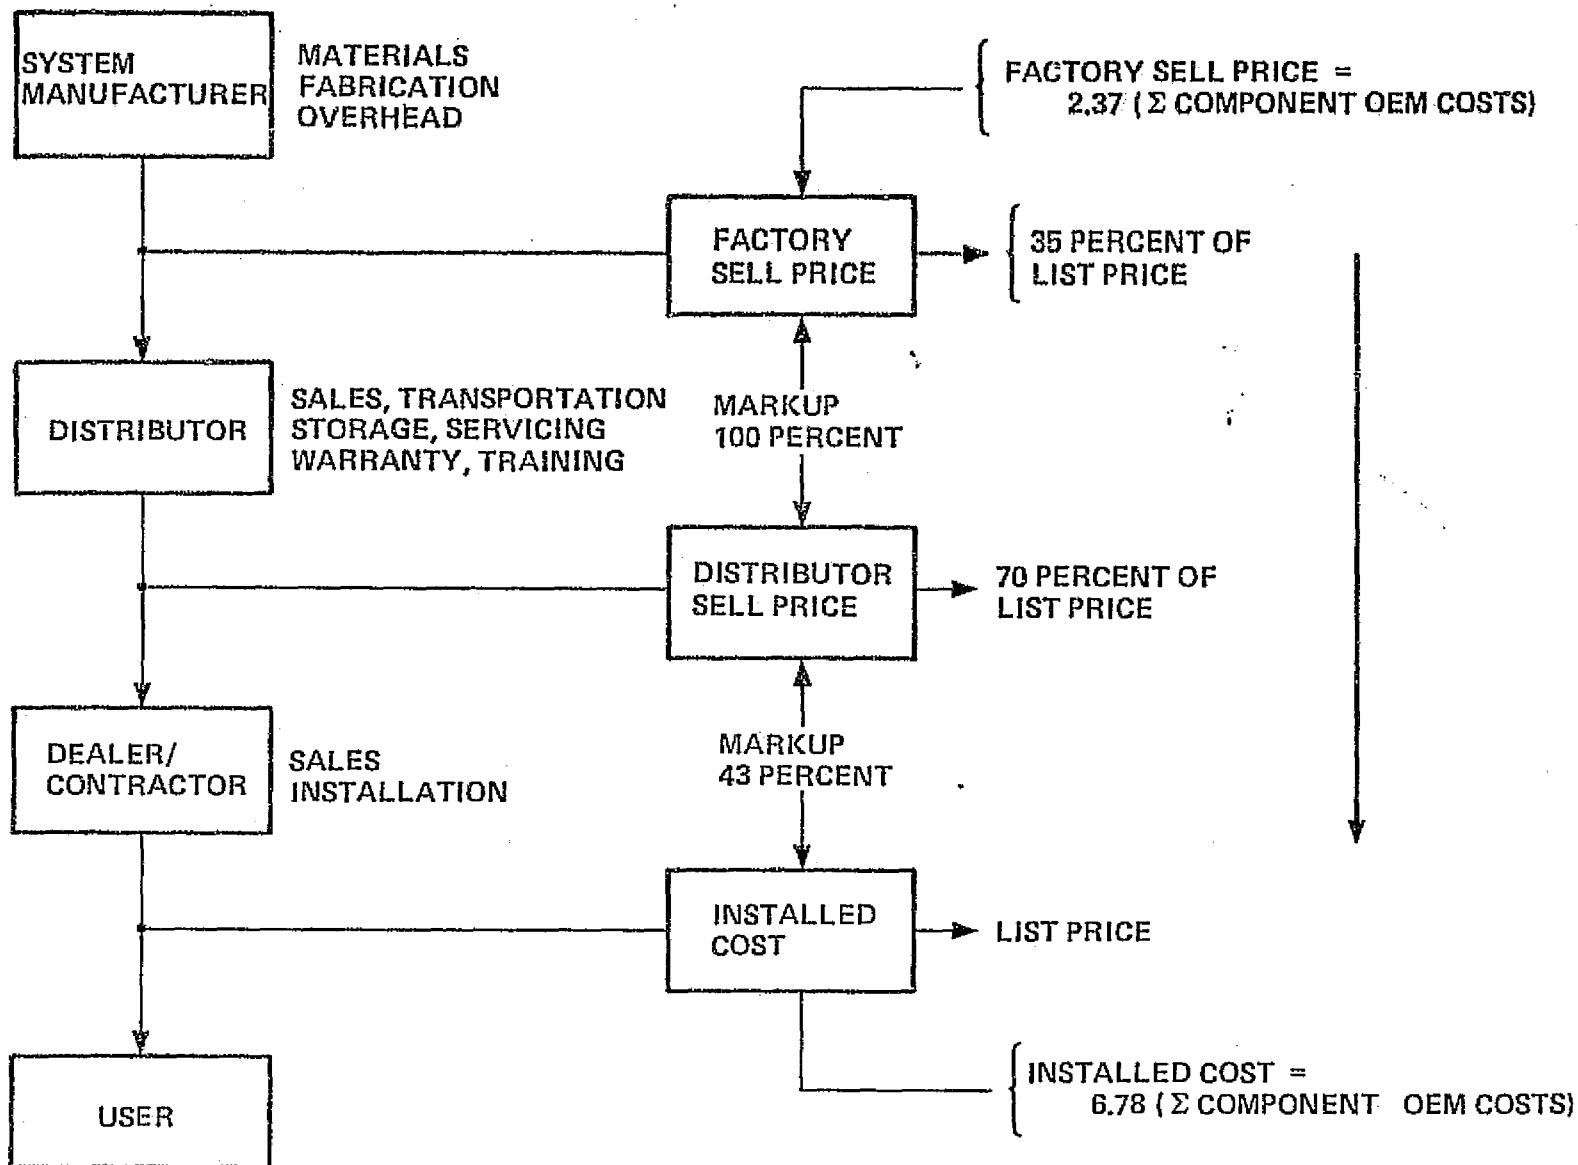 SYSTEM
MANUFACTURER
MATERIALS
FABRICATION
OVERHEAD
FACTORY SELL PRICE =
2.37 (Σ COMPONENT OEM COSTS)
FACTORY
SELL PRICE
35 PERCENT OF
LIST PRICE
DISTRIBUTOR
SALES, TRANSPORTATION
STORAGE, SERVICING
WARRANTY, TRAINING
MARKUP
100 PERCENT
DISTRIBUTOR
SELL PRICE
70 PERCENT OF
LIST PRICE
DEALER/
CONTRACTOR
SALES
INSTALLATION
MARKUP
43 PERCENT
INSTALLED
COST
LIST PRICE
INSTALLED COST =
6.78 (Σ COMPONENT OEM COSTS)
USER